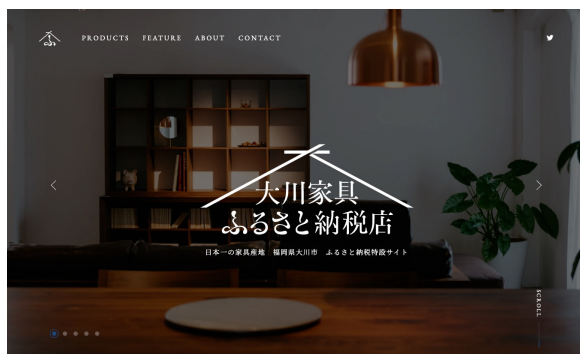 PRODUCTS FEATURE ABOUT CONTACT
大川家具
ふるさと納税店
日本一の家具産地 福岡県大川市 ふるさと納税特設サイト
SCROLL